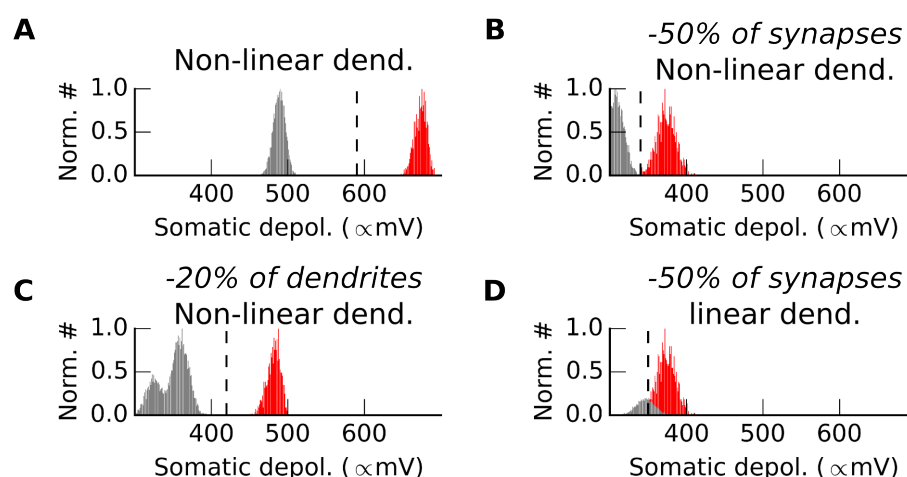 A
Non-linear dend.
Norm. #
1.0
0.5
0.0
400 500 600
Somatic depol. (∝mV)
B
-50% of synapses
Non-linear dend.
Norm. #
1.0
0.5
0.0
400 500 600
Somatic depol. (∝mV)
C
-20% of dendrites
Non-linear dend.
Norm. #
1.0
0.5
0.0
400 500 600
Somatic depol. (∝mV)
D
-50% of synapses
linear dend.
Norm. #
1.0
0.5
0.0
400 500 600
Somatic depol. (∝mV)